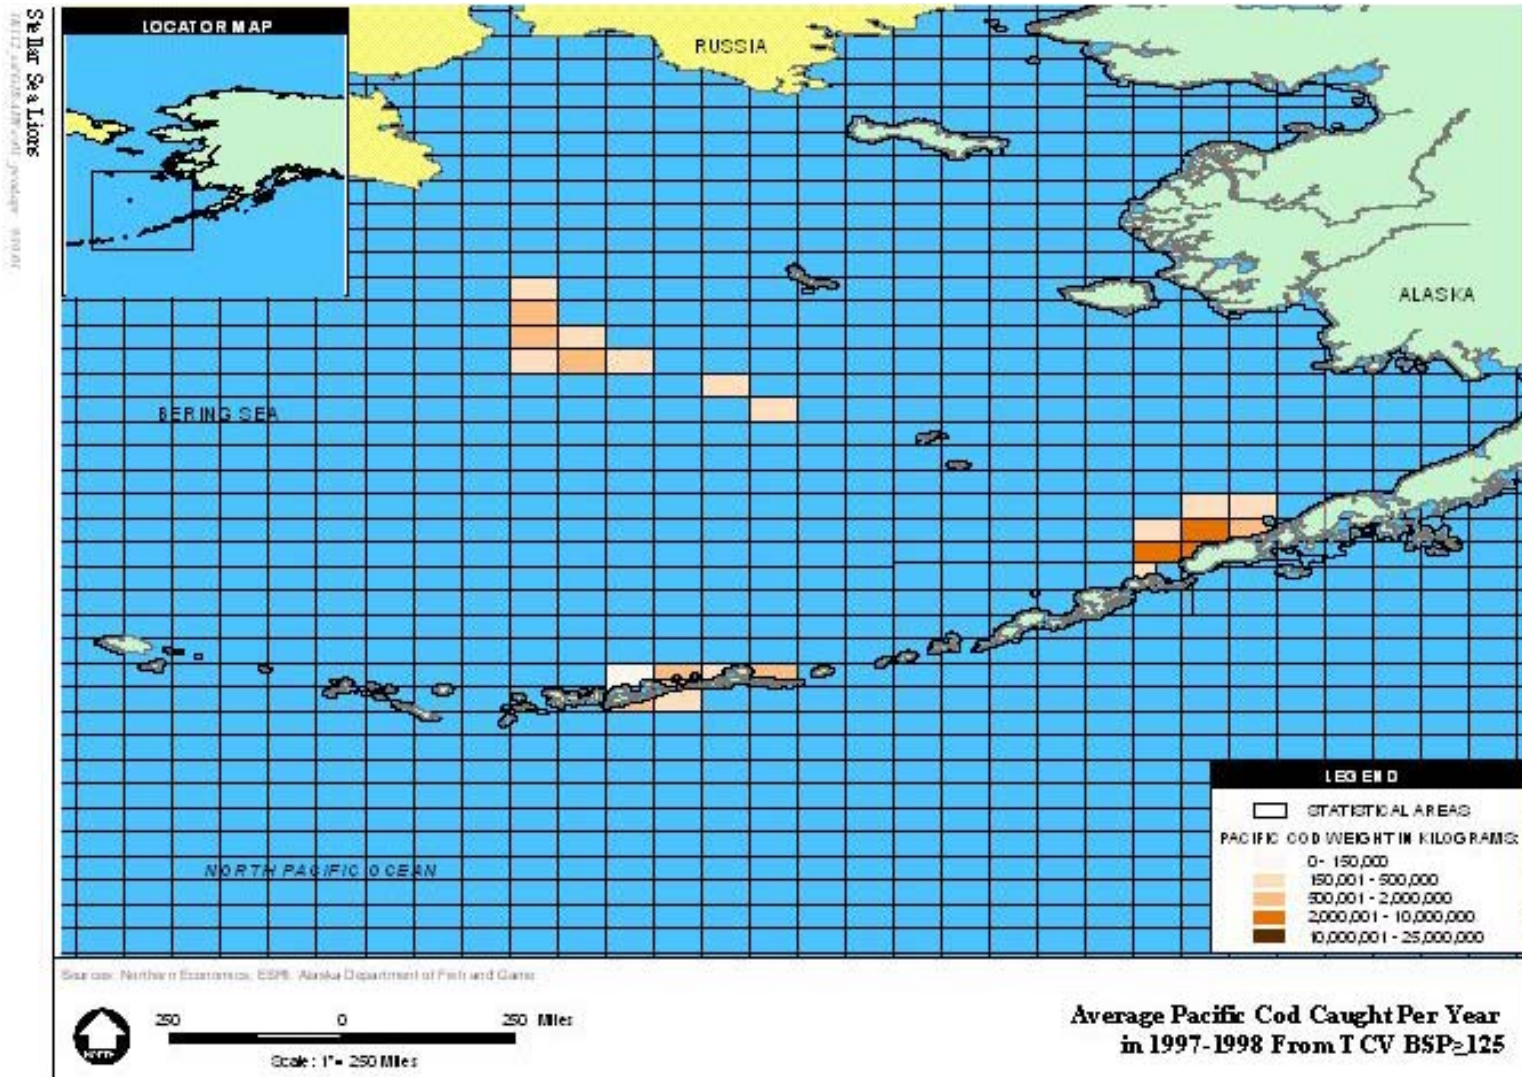 Stellar Sea Lions
LOCATOR MAP
RUSSIA
ALASKA
BERING SEA
NORTH PACIFIC OCEAN
LEGEND
STATISTICAL AREAS
PACIFIC COD WEIGHT IN KILOGRAMS:
0 - 150,000
150,001 - 500,000
500,001 - 2,000,000
2,000,001 - 10,000,000
10,000,001 - 25,000,000
Sources: Northern Economics, ESRI, Alaska Department of Fish and Game
250 0 250 Miles
NORTH
Scale: 1" = 250 Miles
Average Pacific Cod Caught Per Year
in 1997-1998 From TCV BSP≥125